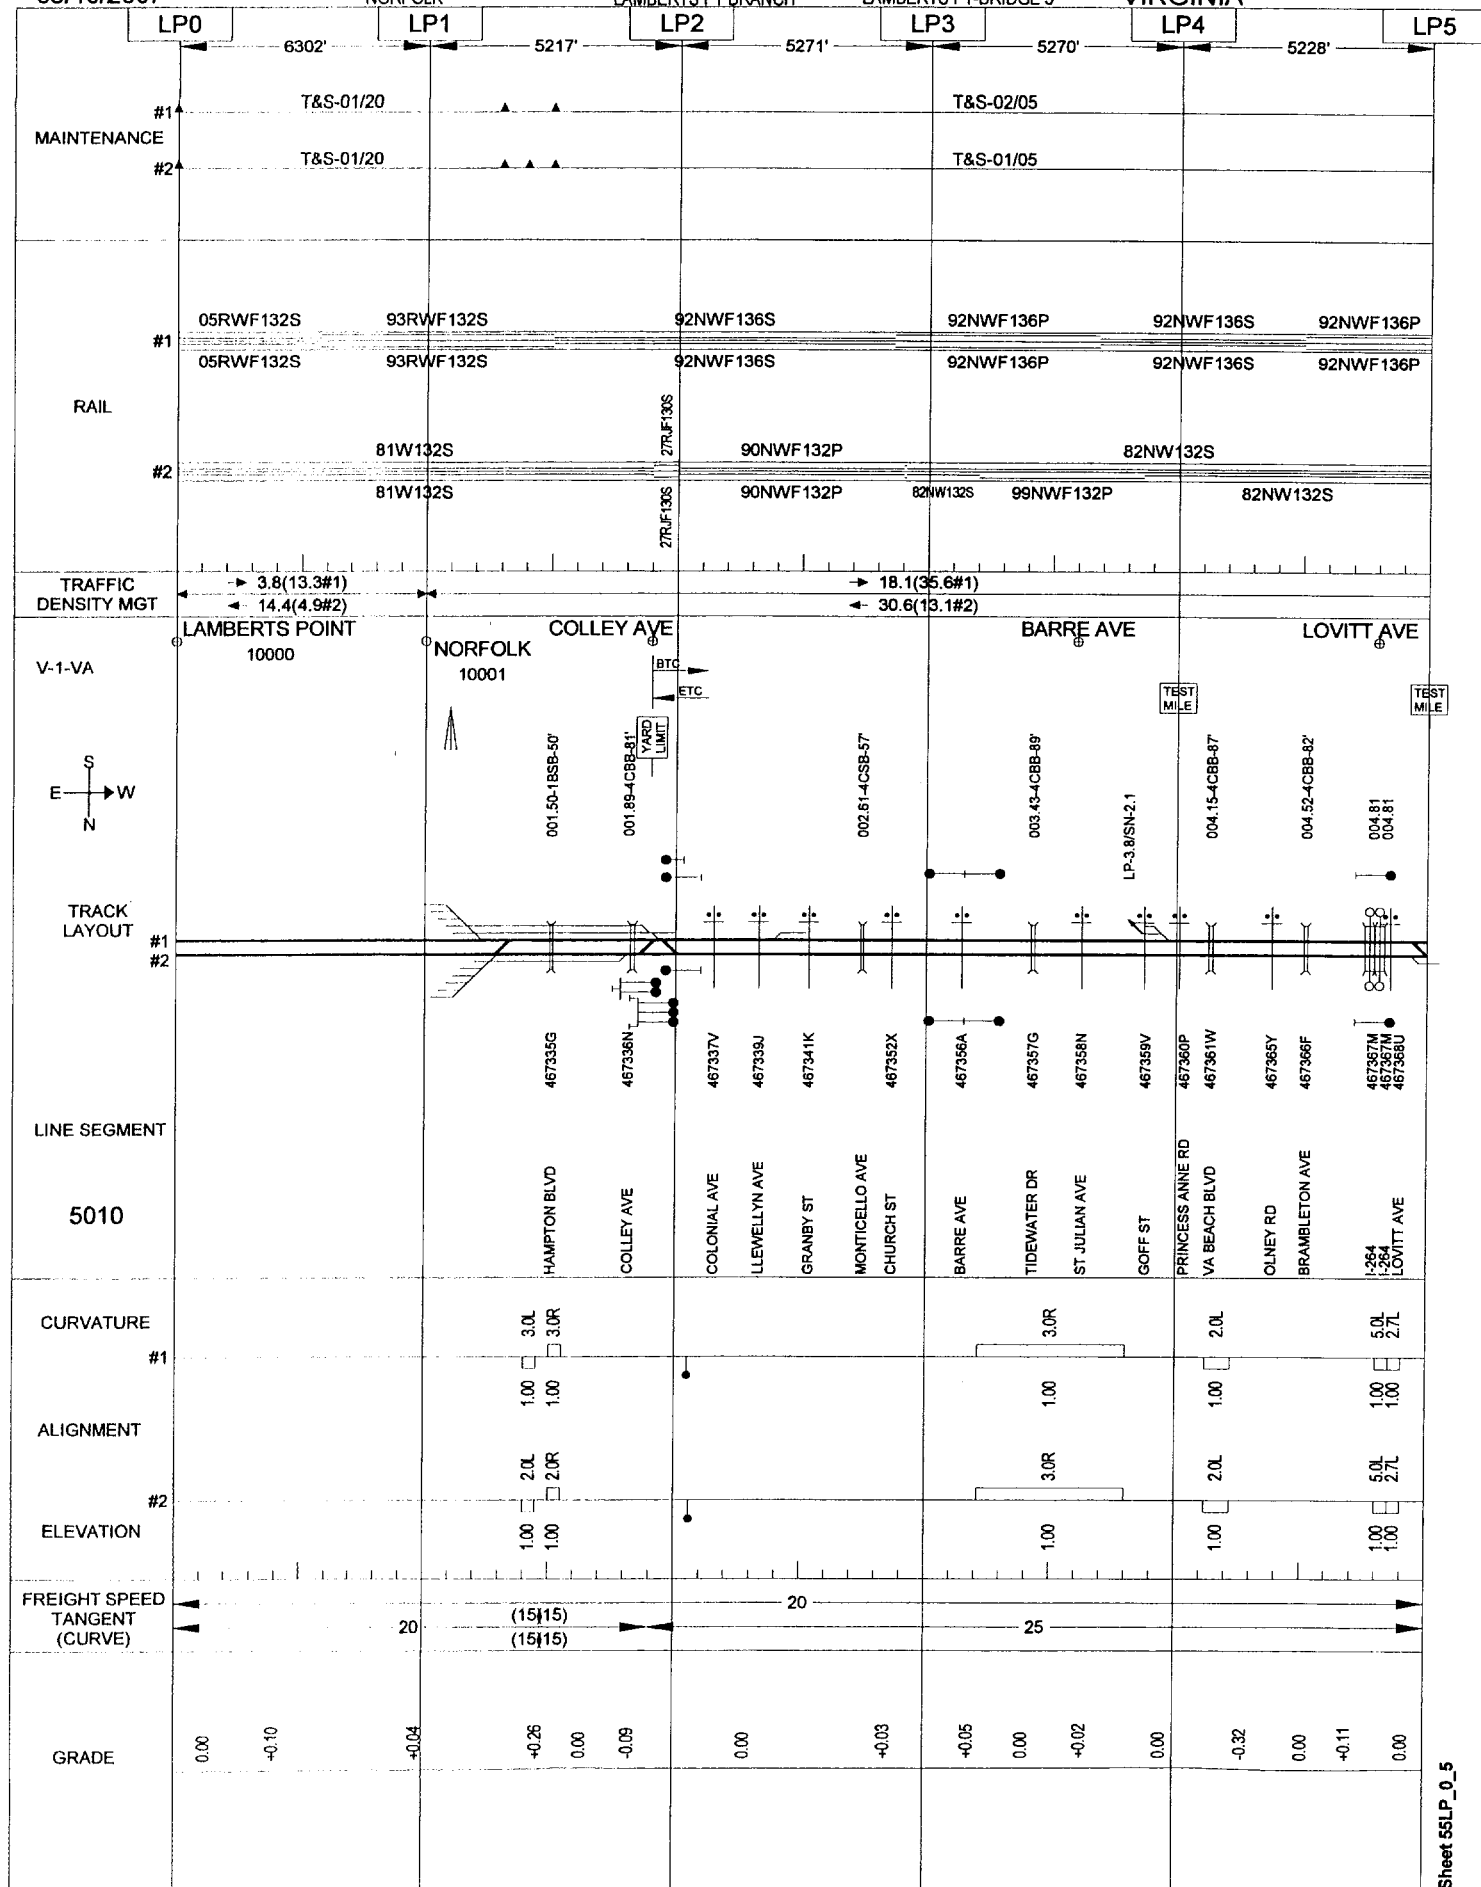 NORFOLK LAMBERTS PT BRANCH VIRGINIA
LP0 LP1 LP2 LP3 LP4 LP5
6302' 5217' 5271' 5270' 5228'
MAINTENANCE
#1 T&S-01/20 T&S-02/05
#2 T&S-01/20 T&S-01/05
RAIL
05RWF132S 93RWF132S 92NWF136S 92NWF136P 92NWF136S 92NWF136P
#1
05RWF132S 93RWF132S 92NWF136S 92NWF136P 92NWF136S 92NWF136P
27RJF130S
81W132S 90NWF132P 82NW132S
#2
81W132S 90NWF132P 82NW132S 99NWF132P 82NW132S
27RJF130S
TRAFFIC
DENSITY MGT
3.8(13.3#1) 18.1(35.6#1)
14.4(4.9#2) 30.6(13.1#2)
LAMBERTS POINT
10000
NORFOLK
10001
COLLEY AVE
BARRE AVE
LOVITT AVE
V-1-VA
BTC
ETC
YARD
LIMIT
TEST
MILE
TEST
MILE
S
E W
N
001.50-1BSB-50'
001.89-4CBB-81'
002.61-4CSB-57'
003.43-4CBB-89'
LP-3.8/SN-2.1
004.15-4CBB-87'
004.52-4CBB-82'
004.81
004.81
TRACK
LAYOUT
#1
#2
467335G
467336N
467337V
467339J
467341K
467352X
467356A
467357G
467358N
467359V
467360P
467361W
467365Y
467366F
467367M
467367M
467368U
LINE SEGMENT
5010
HAMPTON BLVD
COLLEY AVE
COLONIAL AVE
LLEWELLYN AVE
GRANBY ST
MONTICELLO AVE
CHURCH ST
BARRE AVE
TIDEWATER DR
ST JULIAN AVE
GOFF ST
PRINCESS ANNE RD
VA BEACH BLVD
OLNEY RD
BRAMBLETON AVE
I-264
I-264
LOVITT AVE
CURVATURE
3.0L 3.0R 3.0R 2.0L 5.0L 2.7L
#1
1.00 1.00 1.00 1.00 1.00 1.00
ALIGNMENT
2.0L 2.0R 3.0R 2.0L 5.0L 2.7L
#2
ELEVATION
1.00 1.00 1.00 1.00 1.00 1.00
FREIGHT SPEED
TANGENT
(CURVE)
20
(15)(15)
20 25
(15)(15)
GRADE
0.00 +0.10 +0.04 +0.26 0.00 -0.09 0.00 +0.03 +0.05 0.00 +0.02 0.00 -0.32 0.00 +0.11 0.00
Sheet 55LP_0_5